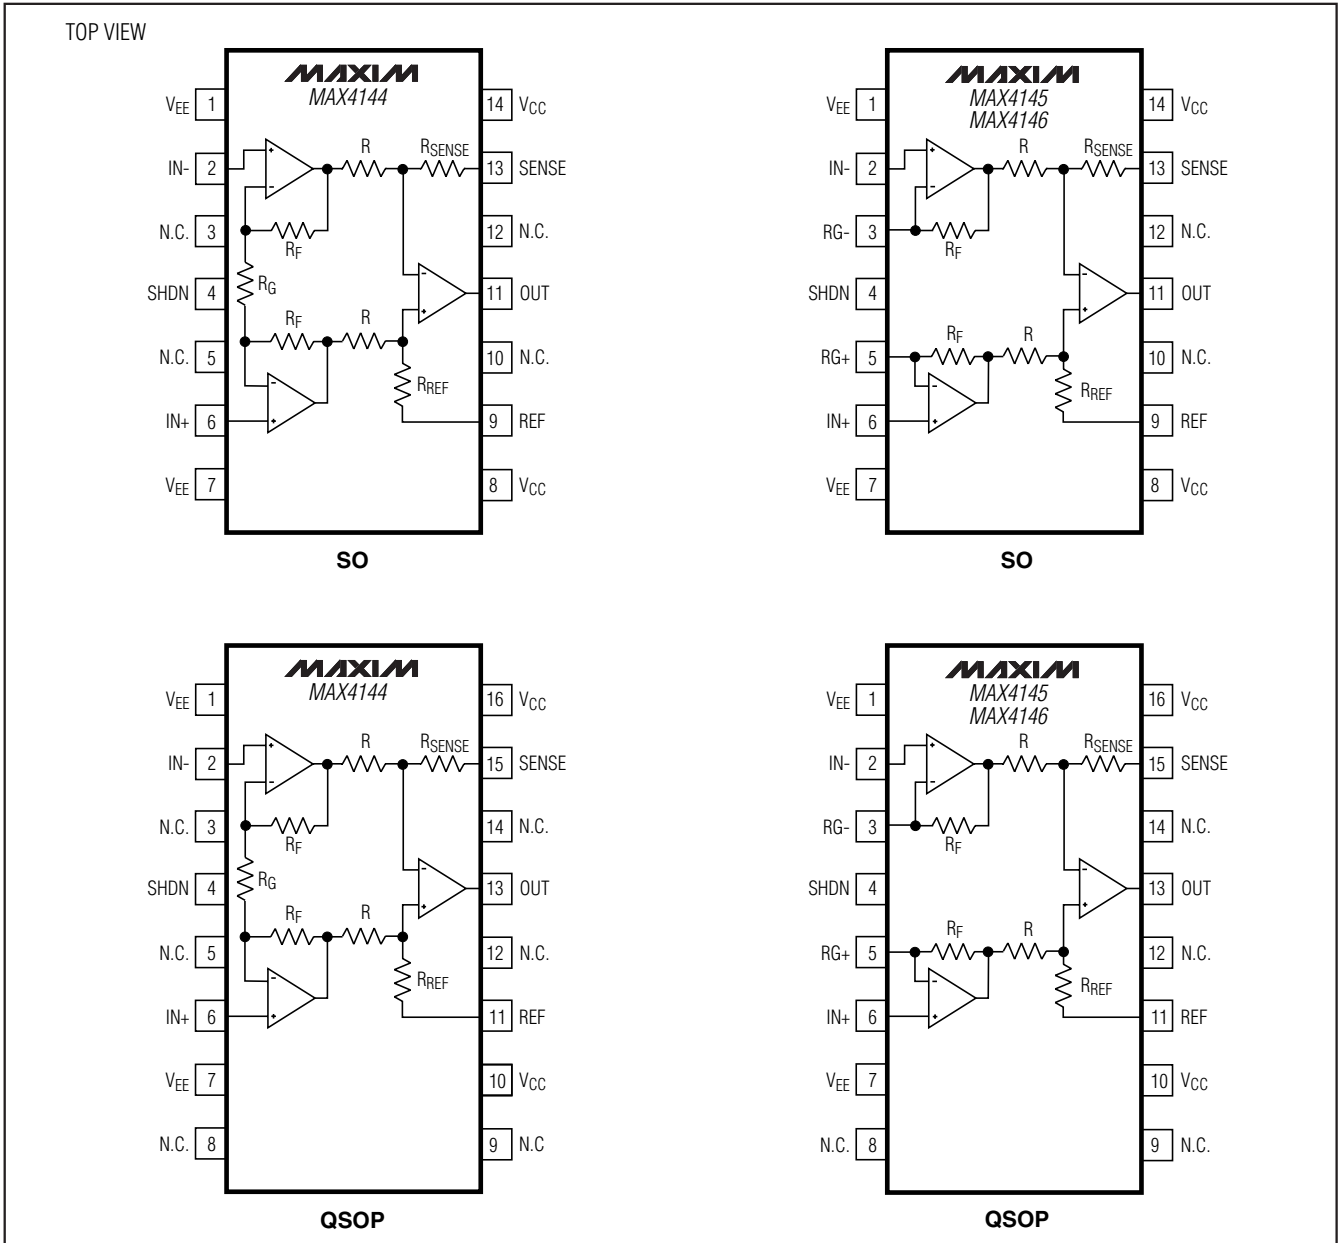 TOP VIEW
MAXIM
MAX4144
VEE 1
IN- 2
N.C. 3
SHDN 4
N.C. 5
IN+ 6
VEE 7
14 VCC
13 SENSE
12 N.C.
11 OUT
10 N.C.
9 REF
8 VCC
R
RSENSE
+
-
RF
RG
-
+
RF
R
-
+
RREF
SO
MAXIM
MAX4145
MAX4146
VEE 1
IN- 2
RG- 3
SHDN 4
RG+ 5
IN+ 6
VEE 7
14 VCC
13 SENSE
12 N.C.
11 OUT
10 N.C.
9 REF
8 VCC
R
RSENSE
+
-
RF
-
+
RF
R
-
+
RREF
SO
MAXIM
MAX4144
VEE 1
IN- 2
N.C. 3
SHDN 4
N.C. 5
IN+ 6
VEE 7
N.C. 8
16 VCC
15 SENSE
14 N.C.
13 OUT
12 N.C.
11 REF
10 VCC
9 N.C
R
RSENSE
+
-
RF
RG
-
+
RF
R
-
+
RREF
QSOP
MAXIM
MAX4145
MAX4146
VEE 1
IN- 2
RG- 3
SHDN 4
RG+ 5
IN+ 6
VEE 7
N.C. 8
16 VCC
15 SENSE
14 N.C.
13 OUT
12 N.C.
11 REF
10 VCC
9 N.C.
R
RSENSE
+
-
RF
-
+
RF
R
-
+
RREF
QSOP